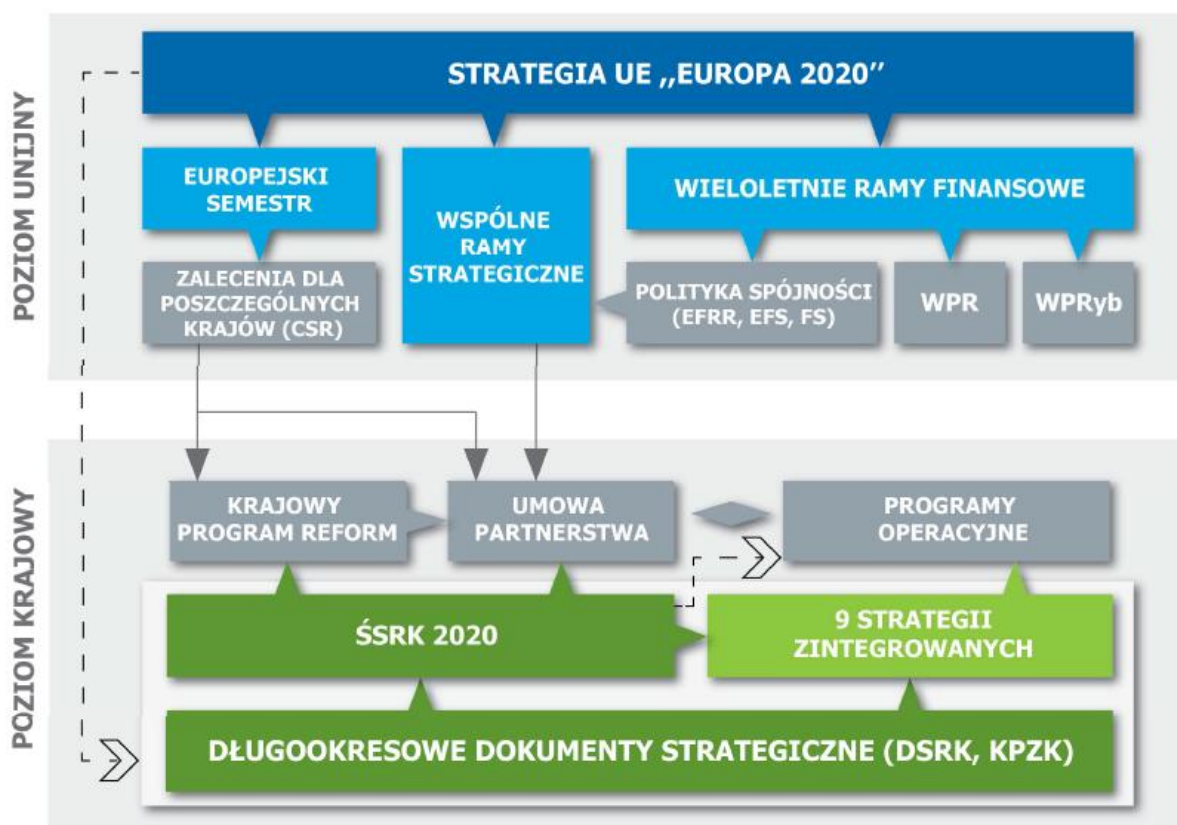 POZIOM UNIJNY
STRATEGIA UE ,,EUROPA 2020”
EUROPEJSKI
SEMESTR
WSPÓLNE
RAMY
STRATEGICZNE
WIELOLETNIE RAMY FINANSOWE
ZALECENIA DLA
POSZCZEGÓLNYCH
KRAJÓW (CSR)
POLITYKA SPÓJNOŚCI
(EFRR, EFS, FS)
WPR
WPRyb
POZIOM KRAJOWY
KRAJOWY
PROGRAM REFORM
UMOWA
PARTNERSTWA
PROGRAMY
OPERACYJNE
ŚSRK 2020
9 STRATEGII
ZINTEGROWANYCH
DŁUGOOKRESOWE DOKUMENTY STRATEGICZNE (DSRK, KPZK)